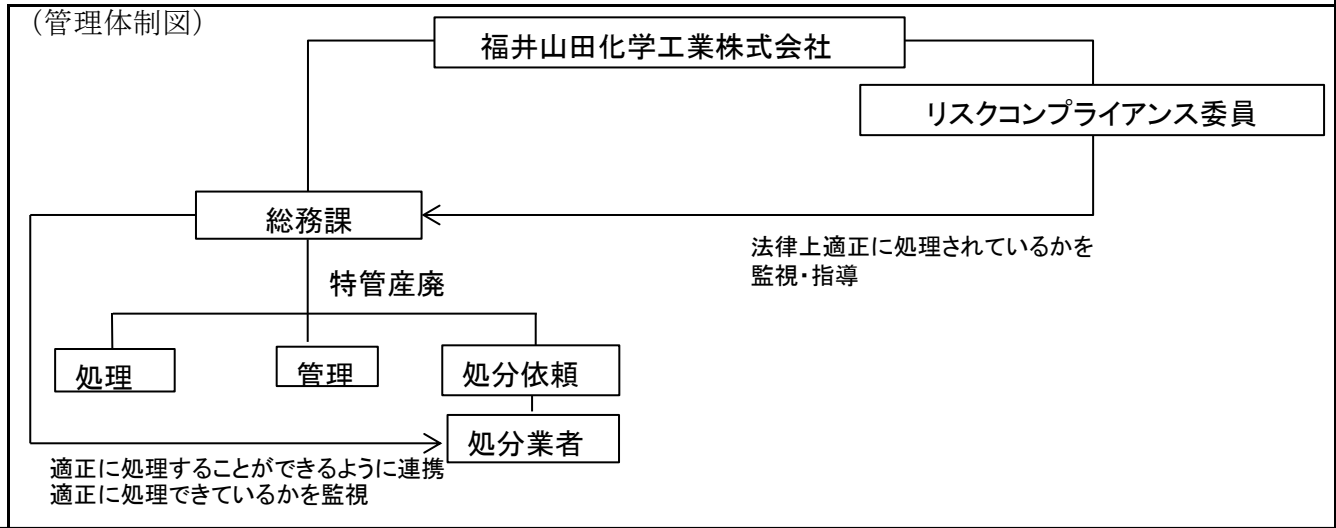 （管理体制図）
福井山田化学工業株式会社
リスクコンプライアンス委員
総務課
法律上適正に処理されているかを
監視・指導
特管産廃
処理
管理
処分依頼
処分業者
適正に処理することができるように連携
適正に処理できているかを監視